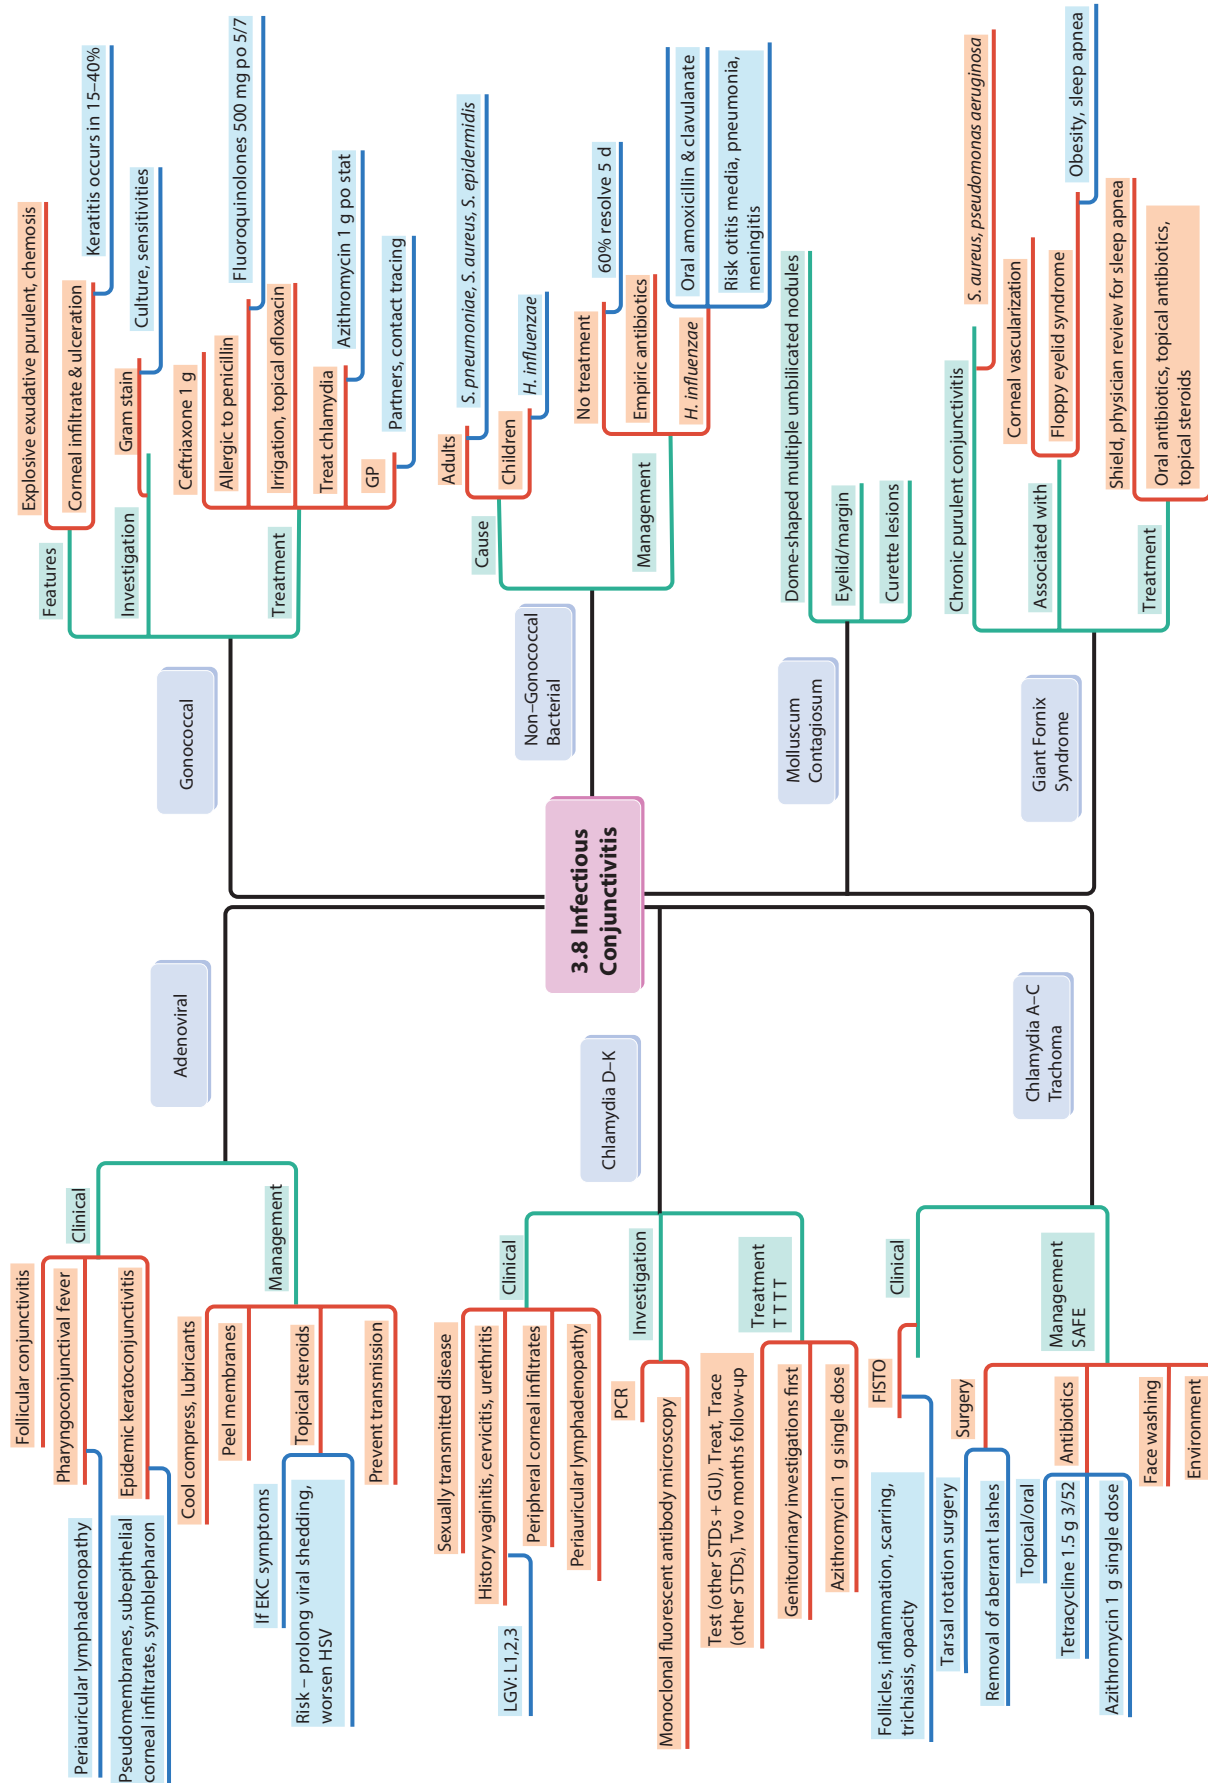 3.8 Infectious
Conjunctivitis
Adenoviral
Clinical
Follicular conjunctivitis
Pharyngoconjunctival fever
Periauricular lymphadenopathy
Epidemic keratoconjunctivitis
Pseudomembranes, subepithelial
corneal infiltrates, symblepharon
Management
Cool compress, lubricants
Peel membranes
Topical steroids
If EKC symptoms
Risk – prolong viral shedding,
worsen HSV
Prevent transmission
Chlamydia D–K
Clinical
Sexually transmitted disease
History vaginitis, cervicitis, urethritis
LGV: L1,2,3
Peripheral corneal infiltrates
Periauricular lymphadenopathy
Investigation
PCR
Monoclonal fluorescent antibody microscopy
Treatment
T T T T
Test (other STDs + GU), Treat, Trace
(other STDs), Two months follow-up
Genitourinary investigations first
Azithromycin 1 g single dose
Chlamydia A–C
Trachoma
Clinical
FISTO
Follicles, inflammation, scarring,
trichiasis, opacity
Management
SAFE
Surgery
Tarsal rotation surgery
Removal of aberrant lashes
Antibiotics
Topical/oral
Tetracycline 1.5 g 3/52
Azithromycin 1 g single dose
Face washing
Environment
Gonococcal
Features
Explosive exudative purulent, chemosis
Corneal infiltrate & ulceration
Keratitis occurs in 15–40%
Investigation
Gram stain
Culture, sensitivities
Treatment
Ceftriaxone 1 g
Allergic to penicillin
Fluoroquinolones 500 mg po 5/7
Irrigation, topical ofloxacin
Treat chlamydia
Azithromycin 1 g po stat
GP
Partners, contact tracing
Non–Gonococcal
Bacterial
Cause
Adults
S. pneumoniae, S. aureus, S. epidermidis
Children
H. influenzae
Management
No treatment
60% resolve 5 d
Empiric antibiotics
H. influenzae
Oral amoxicillin & clavulanate
Risk otitis media, pneumonia,
meningitis
Molluscum
Contagiosum
Dome-shaped multiple umbilicated nodules
Eyelid/margin
Curette lesions
Giant Fornix
Syndrome
Chronic purulent conjunctivitis
S. aureus, pseudomonas aeruginosa
Associated with
Corneal vascularization
Floppy eyelid syndrome
Obesity, sleep apnea
Treatment
Shield, physician review for sleep apnea
Oral antibiotics, topical antibiotics,
topical steroids